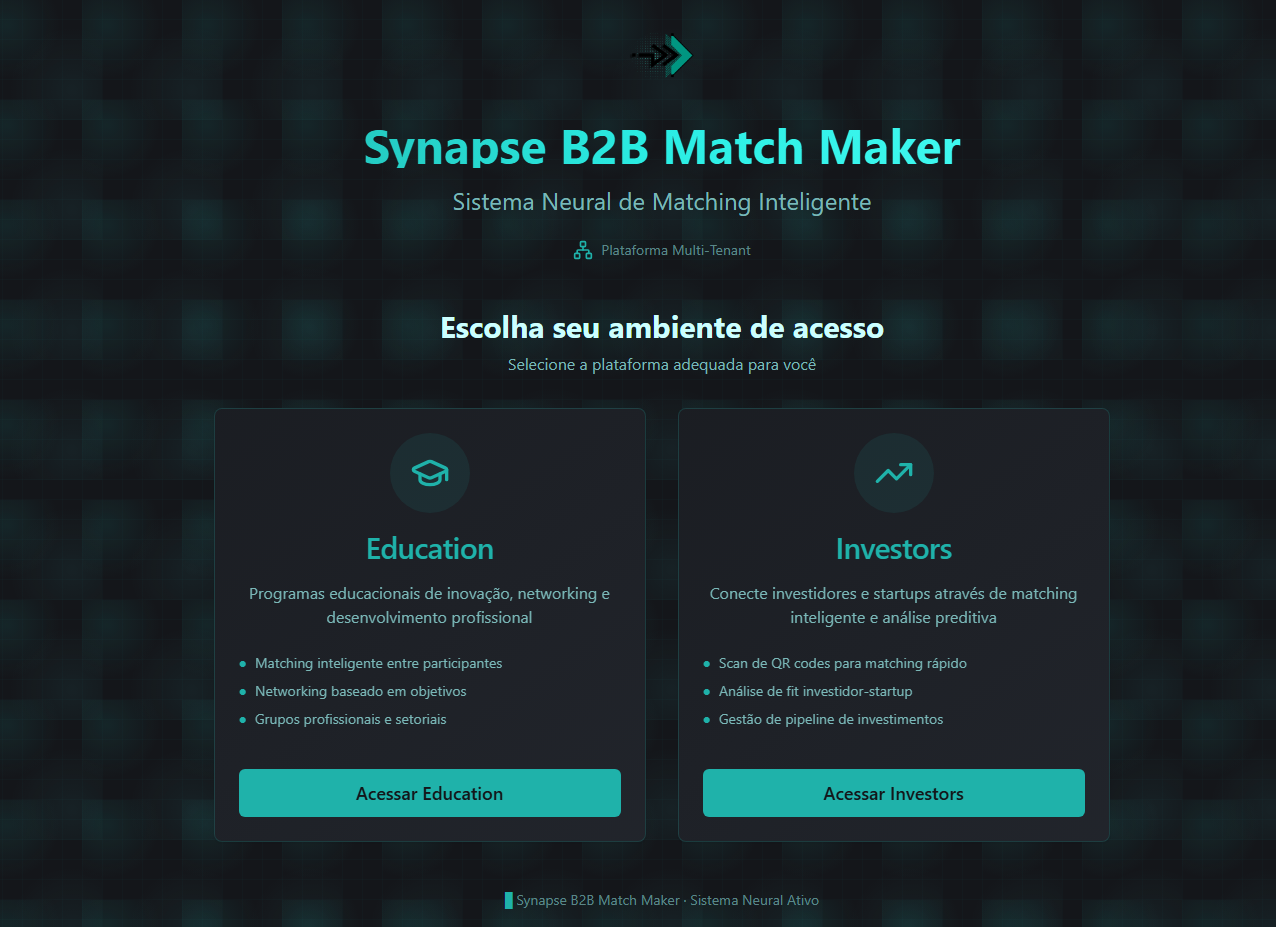 Synapse B2B Match Maker
Sistema Neural de Matching Inteligente
Plataforma Multi-Tenant
Escolha seu ambiente de acesso
Selecione a plataforma adequada para você
Education
Programas educacionais de inovação, networking e
desenvolvimento profissional
Matching inteligente entre participantes
Networking baseado em objetivos
Grupos profissionais e setoriais
Acessar Education
Investors
Conecte investidores e startups através de matching
inteligente e análise preditiva
Scan de QR codes para matching rápido
Análise de fit investidor-startup
Gestão de pipeline de investimentos
Acessar Investors
Synapse B2B Match Maker · Sistema Neural Ativo